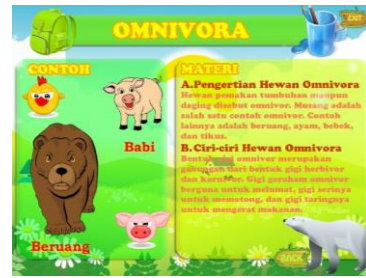 OMNIVORA
EXIT
CONTOH
Babi
Beruang
MATERI
A.Pengertian Hewan Omnivora
Hewan pemakan tumbuhan maupun
daging disebut omnivor. Musang adalah
salah satu contoh omnivor. Contoh
lainnya adalah beruang, ayam, bebek,
dan tikus.
B.Ciri-ciri Hewan Omnivora
Bentuk gigi omnivor merupakan
gabungan dari bentuk gigi herbivor
dan karnivor. Gigi geraham omnivor
berguna untuk melumat, gigi serinya
untuk memotong, dan gigi taringnya
untuk mengerat makanan.
BACK